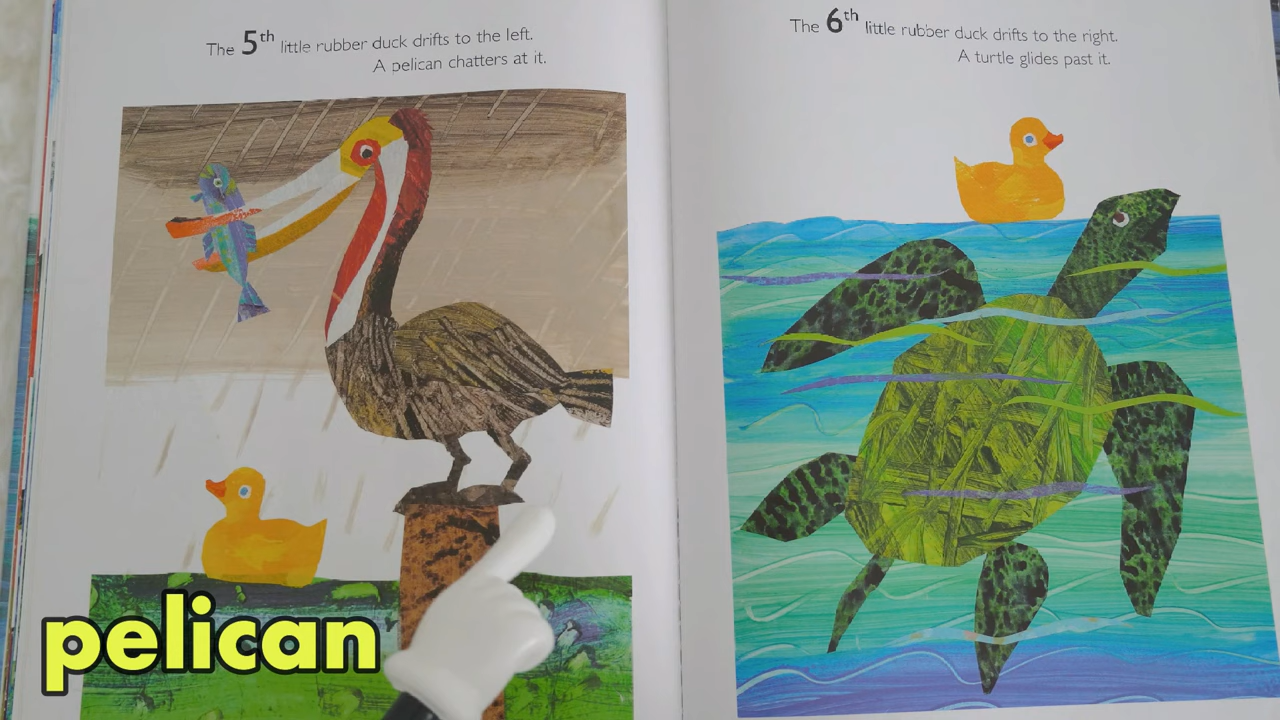 The 5th little rubber duck drifts to the left.
A pelican chatters at it.
The 6th little rubber duck drifts to the right.
A turtle glides past it.
pelican